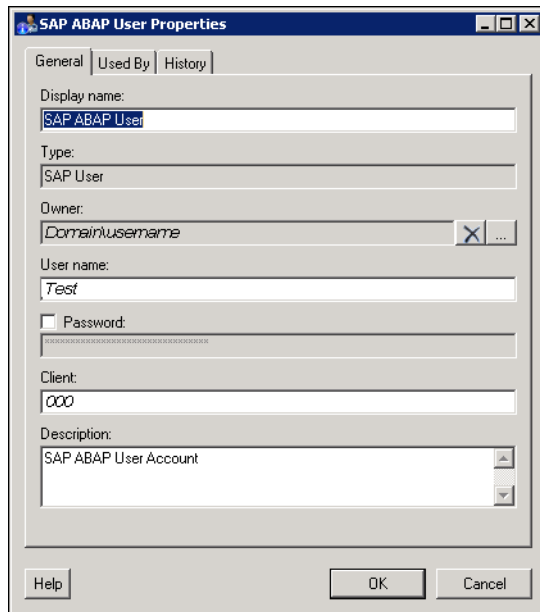 SAP ABAP User Properties
General Used By History
Display name:
SAP ABAP User
Type:
SAP User
Owner:
Domain\username
...
User name:
Test
Password:
********************************
Client:
000
Description:
SAP ABAP User Account
Help OK Cancel